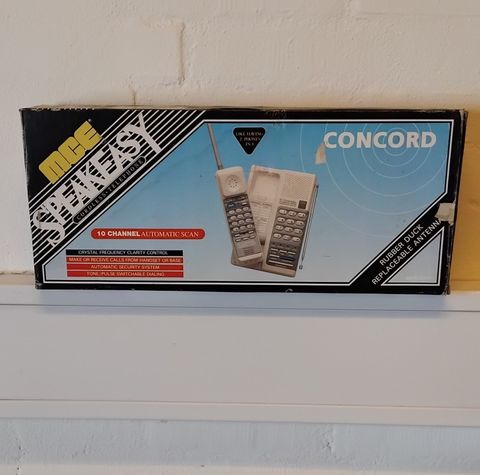 MCE
SPEAKEASY
CORDLESS TELEPHONE
LIKE HAVING
2 PHONES
IN 1
CONCORD
10 CHANNEL AUTOMATIC SCAN
CRYSTAL FREQUENCY CLARITY CONTROL
MAKE OR RECEIVE CALLS FROM HANDSET OR BASE
AUTOMATIC SECURITY SYSTEM
TONE/PULSE SWITCHABLE DIALING
RUBBER DUCK
REPLACEABLE ANTENN